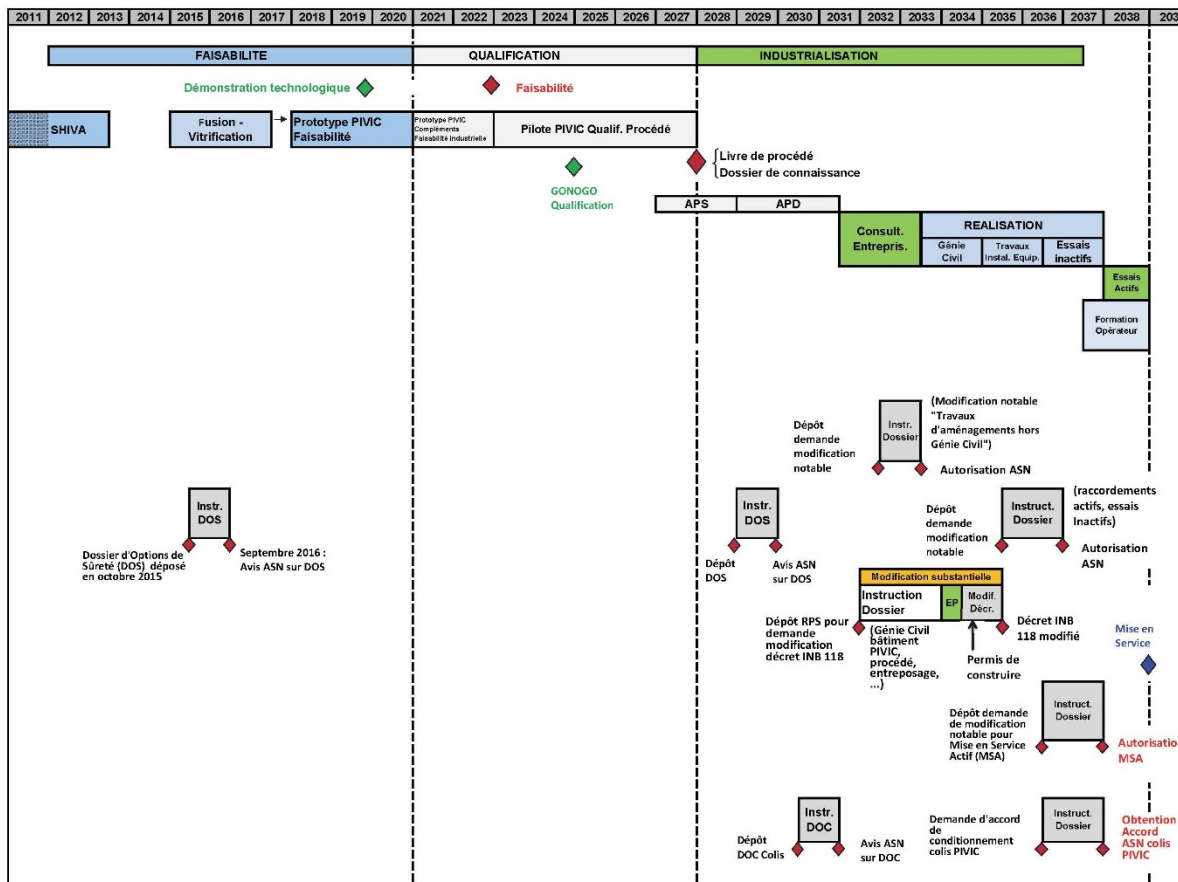 2011 2012 2013 2014 2015 2016 2017 2018 2019 2020 2021 2022 2023 2024 2025 2026 2027 2028 2029 2030 2031 2032 2033 2034 2035 2036 2037 2038 203
FAISABILITE
QUALIFICATION
INDUSTRIALISATION
Démonstration technologique
Faisabilité
SHIVA
Fusion -
Vitrification
Prototype PIVIC
Faisabilité
Prototype PIVIC
Compléments
Faisabilité Industrielle
Pilote PIVIC Qualif. Procédé
Livre de procédé
Dossier de connaissance
GONOGO
Qualification
APS
APD
Consult.
Entrepris.
REALISATION
Génie
Civil
Travaux
Instal. Equip.
Essais
inactifs
Essais
Actifs
Formation
Opérateur
Dépôt
demande
modification
notable
Instr.
Dossier
(Modification notable
"Travaux
d'aménagements hors
Génie Civil")
Autorisation ASN
Instr.
DOS
Dossier d'Options de
Sûreté (DOS) déposé
en octobre 2015
Septembre 2016 :
Avis ASN sur DOS
Instr.
DOS
Dépôt
DOS
Avis ASN
sur DOS
Dépôt
demande
modification
notable
Instruct.
Dossier
(raccordements
actifs, essais
Inactifs)
Autorisation
ASN
Modification substantielle
Instruction
Dossier
EP
Modif.
Décr.
Dépôt RPS pour
demande
modification
décret INB 118
(Génie Civil
bâtiment
PIVIC,
procédé,
entreposage,
...)
Permis de
construire
Décret INB
118 modifié
Mise en
Service
Dépôt demande
de modification
notable pour
Mise en Service
Actif (MSA)
Instruct.
Dossier
Autorisation
MSA
Dépôt
DOC Colis
Instr.
DOC
Avis ASN
sur DOC
Demande d'accord
de
conditionnement
colis PIVIC
Instruct.
Dossier
Obtention
Accord
ASN colis
PIVIC